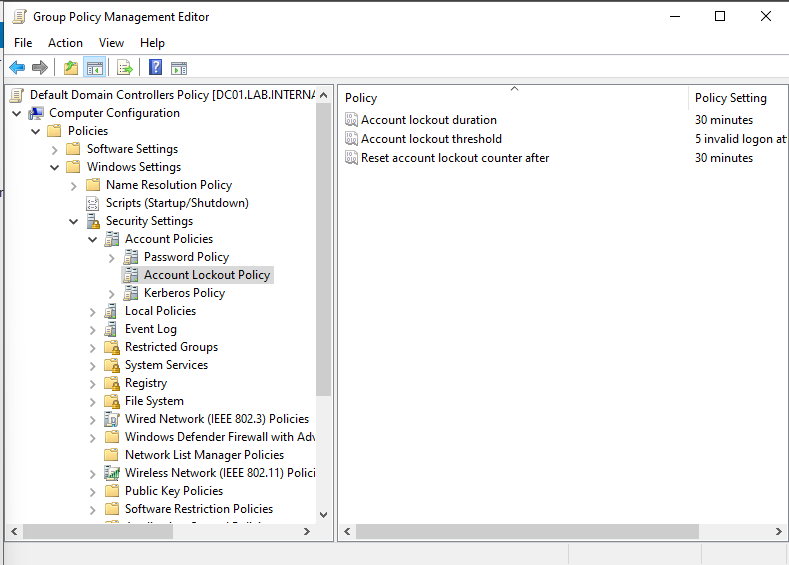 Group Policy Management Editor
File Action View Help
Default Domain Controllers Policy [DC01.LAB.INTERNA
Computer Configuration
Policies
Software Settings
Windows Settings
Name Resolution Policy
Scripts (Startup/Shutdown)
Security Settings
Account Policies
Password Policy
Account Lockout Policy
Kerberos Policy
Local Policies
Event Log
Restricted Groups
System Services
Registry
File System
Wired Network (IEEE 802.3) Policies
Windows Defender Firewall with Adv
Network List Manager Policies
Wireless Network (IEEE 802.11) Polici
Public Key Policies
Software Restriction Policies
Policy Policy Setting
Account lockout duration 30 minutes
Account lockout threshold 5 invalid logon at
Reset account lockout counter after 30 minutes